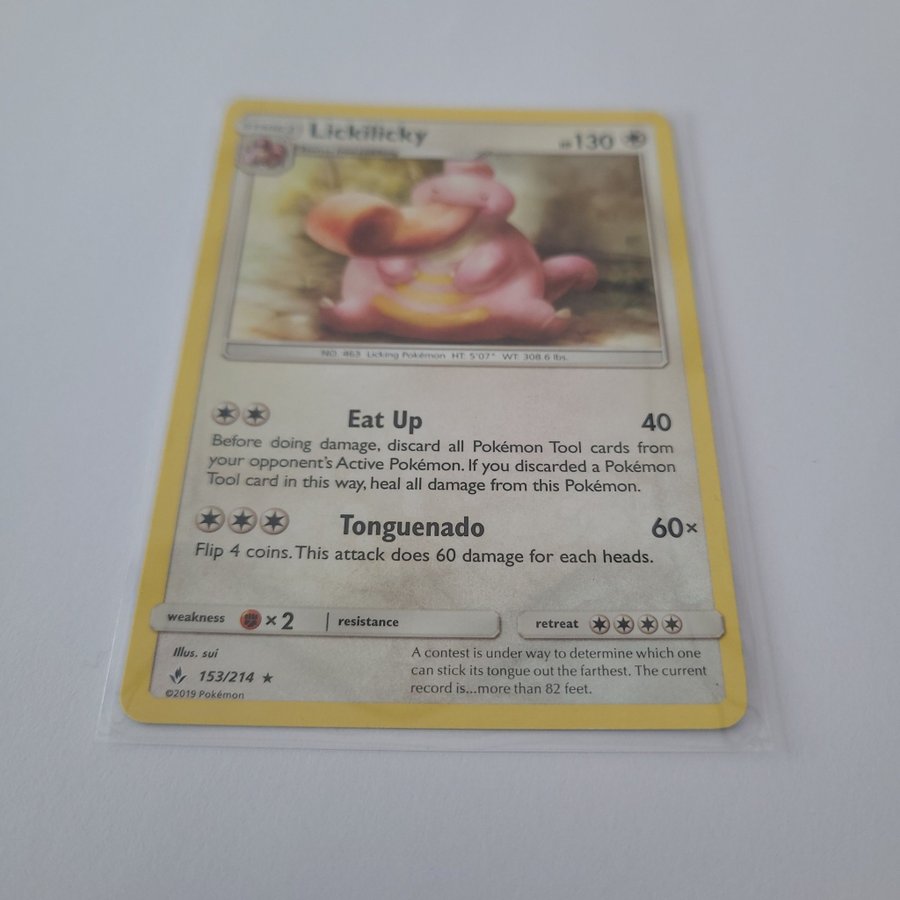 Lickilicky
HP130
NO. 463 Licking Pokémon HT: 5'07" WT: 308.6 lbs.
Eat Up 40
Before doing damage, discard all Pokémon Tool cards from
your opponent's Active Pokémon. If you discarded a Pokémon
Tool card in this way, heal all damage from this Pokémon.
Tonguenado 60×
Flip 4 coins. This attack does 60 damage for each heads.
weakness ×2 resistance
retreat
Illus. sui
153/214 ★
©2019 Pokémon
A contest is under way to determine which one
can stick its tongue out the farthest. The current
record is...more than 82 feet.